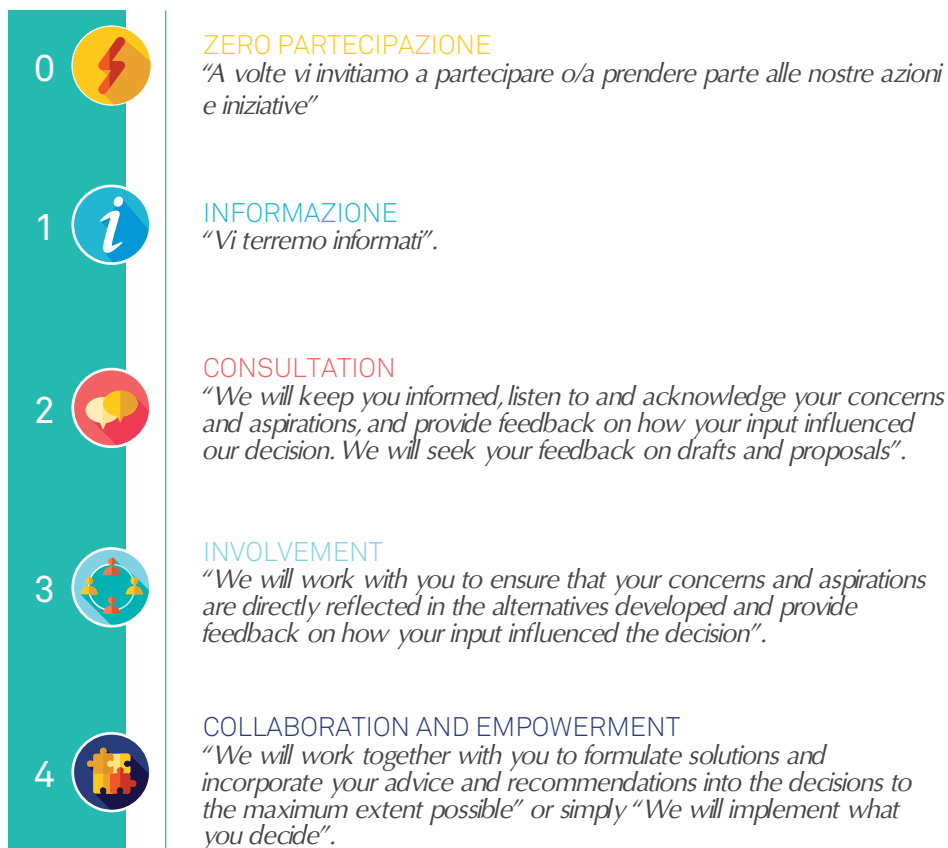 0
ZERO PARTECIPAZIONE
“A volte vi invitiamo a partecipare o/a prendere parte alle nostre azioni
e iniziative”
1
i
INFORMAZIONE
“Vi terremo informati”.
2
CONSULTATION
“We will keep you informed, listen to and acknowledge your concerns
and aspirations, and provide feedback on how your input influenced
our decision. We will seek your feedback on drafts and proposals”.
3
INVOLVEMENT
“We will work with you to ensure that your concerns and aspirations
are directly reflected in the alternatives developed and provide
feedback on how your input influenced the decision”.
4
COLLABORATION AND EMPOWERMENT
“We will work together with you to formulate solutions and
incorporate your advice and recommendations into the decisions to
the maximum extent possible” or simply “We will implement what
you decide”.